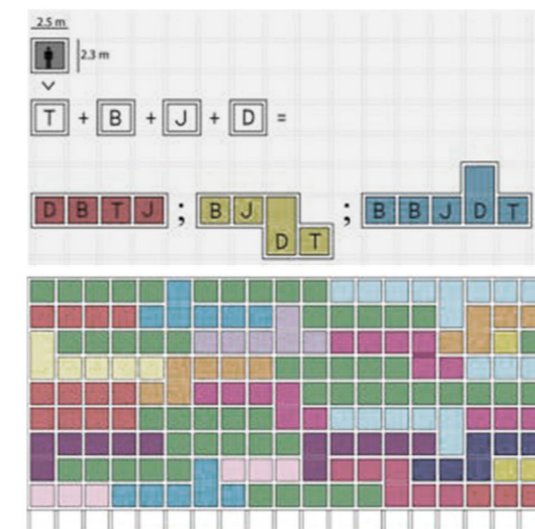 2.5 m
2.3 m
T + B + J + D =
D B T J ; B J D T ; B B J D T